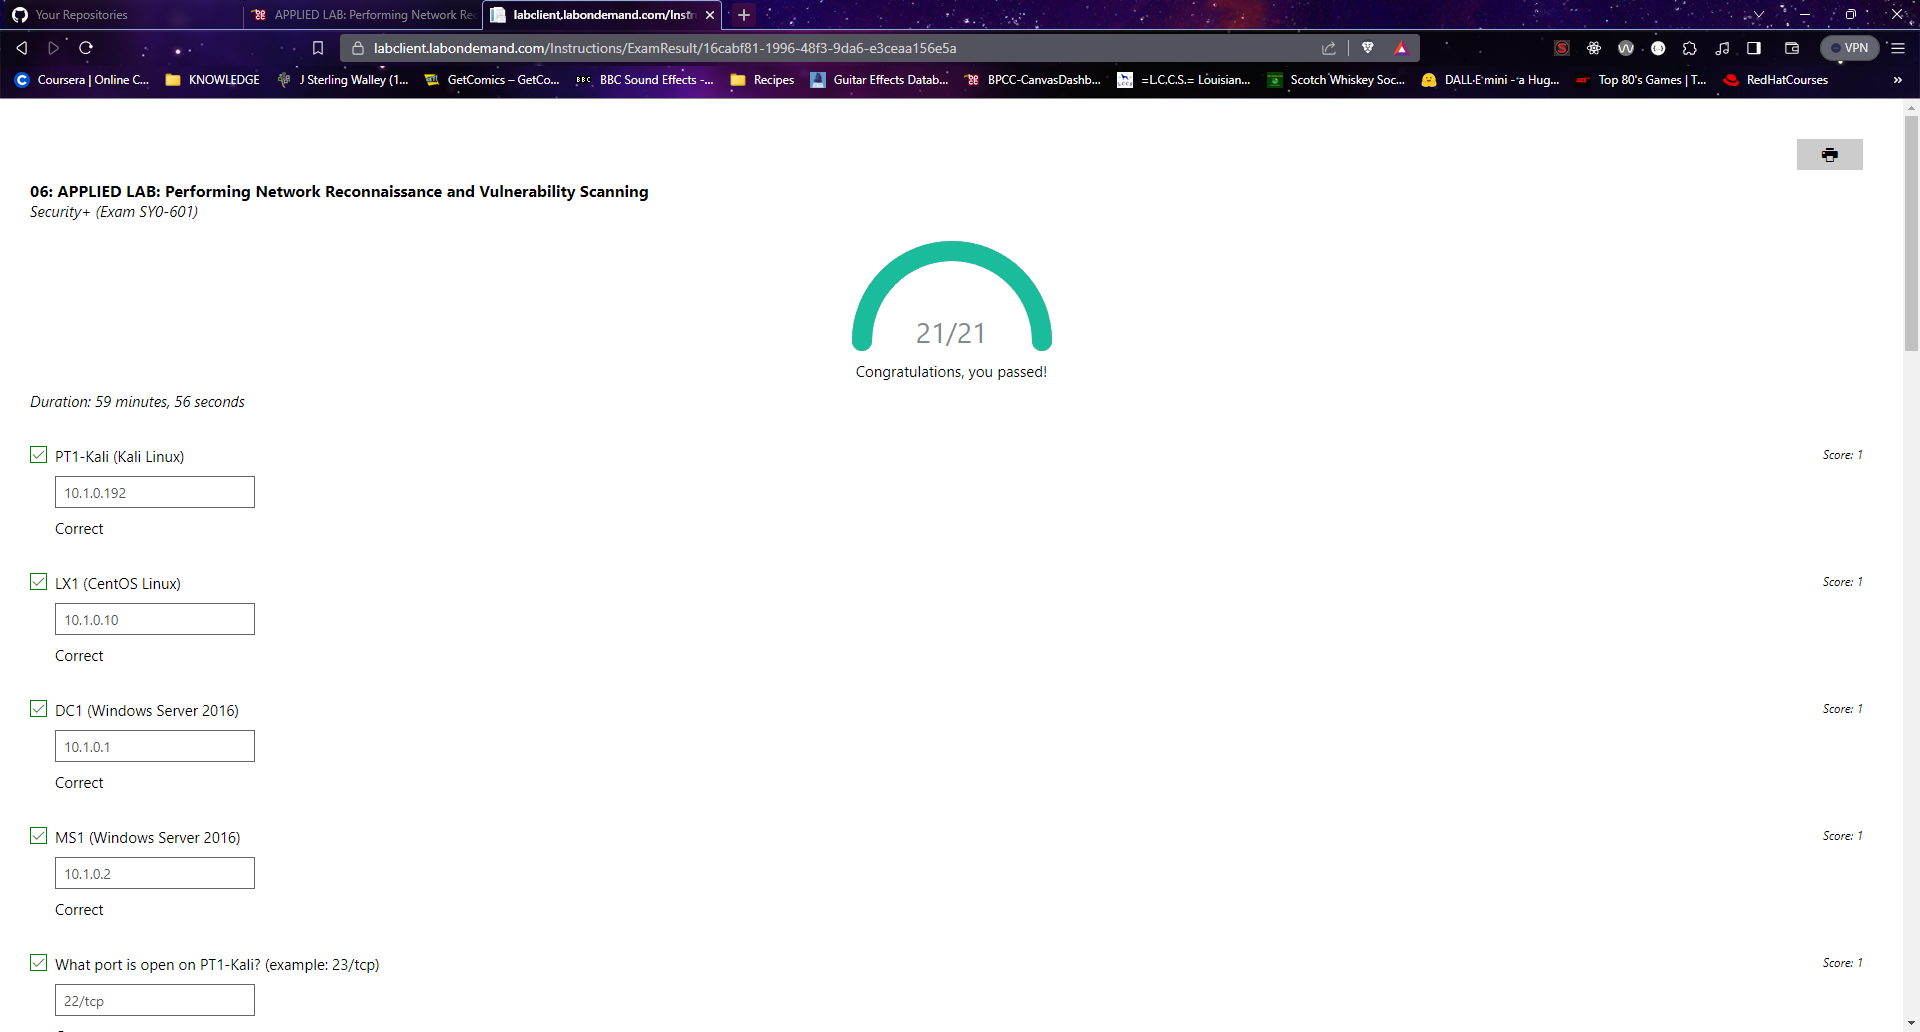 Your Repositories
APPLIED LAB: Performing Network Rec
labclient.labondemand.com/Instr
labclient.labondemand.com/Instructions/ExamResult/16cabf81-1996-48f3-9da6-e3ceaa156e5a
VPN
Coursera | Online C...
KNOWLEDGE
J Sterling Walley (1...
GetComics – GetCo...
BBC
BBC Sound Effects -...
Recipes
Guitar Effects Datab...
BPCC-CanvasDashb...
LCCS
=L.C.C.S.= Louisian...
Scotch Whiskey Soc...
DALL·E mini - a Hug...
Top 80's Games | T...
RedHatCourses
»
06: APPLIED LAB: Performing Network Reconnaissance and Vulnerability Scanning
Security+ (Exam SY0-601)
21/21
Congratulations, you passed!
Duration: 59 minutes, 56 seconds
PT1-Kali (Kali Linux)
Score: 1
10.1.0.192
Correct
LX1 (CentOS Linux)
Score: 1
10.1.0.10
Correct
DC1 (Windows Server 2016)
Score: 1
10.1.0.1
Correct
MS1 (Windows Server 2016)
Score: 1
10.1.0.2
Correct
What port is open on PT1-Kali? (example: 23/tcp)
Score: 1
22/tcp